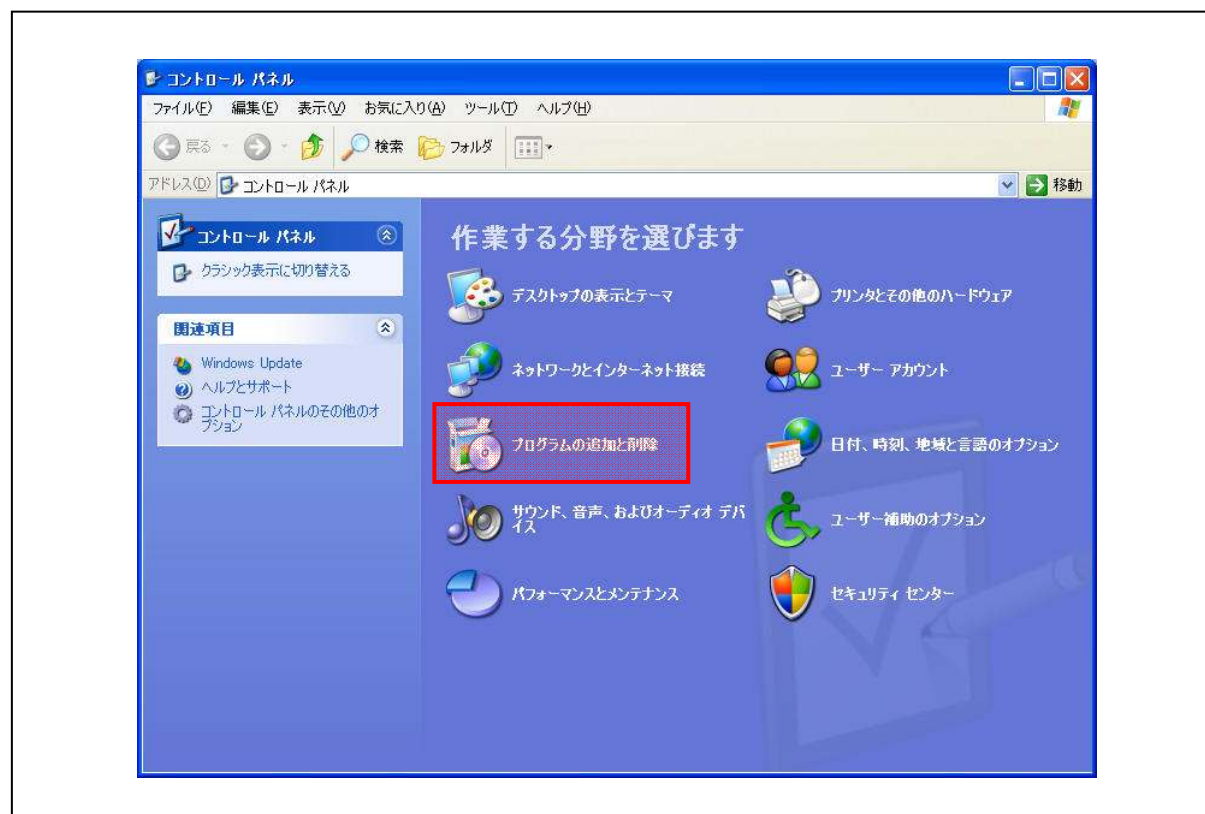 コントロール パネル
ファイル(F) 編集(E) 表示(V) お気に入り(A) ツール(T) ヘルプ(H)
戻る 検索 フォルダ
アドレス(D) コントロール パネル 移動
コントロール パネル
クラシック表示に切り替える
関連項目
Windows Update
ヘルプとサポート
コントロール パネルのその他のオ
プション
作業する分野を選びます
デスクトップの表示とテーマ
プリンタとその他のハードウェア
ネットワークとインターネット接続
ユーザー アカウント
プログラムの追加と削除
日付、時刻、地域と言語のオプション
サウンド、音声、およびオーディオ デバ
イス
ユーザー補助のオプション
パフォーマンスとメンテナンス
セキュリティ センター